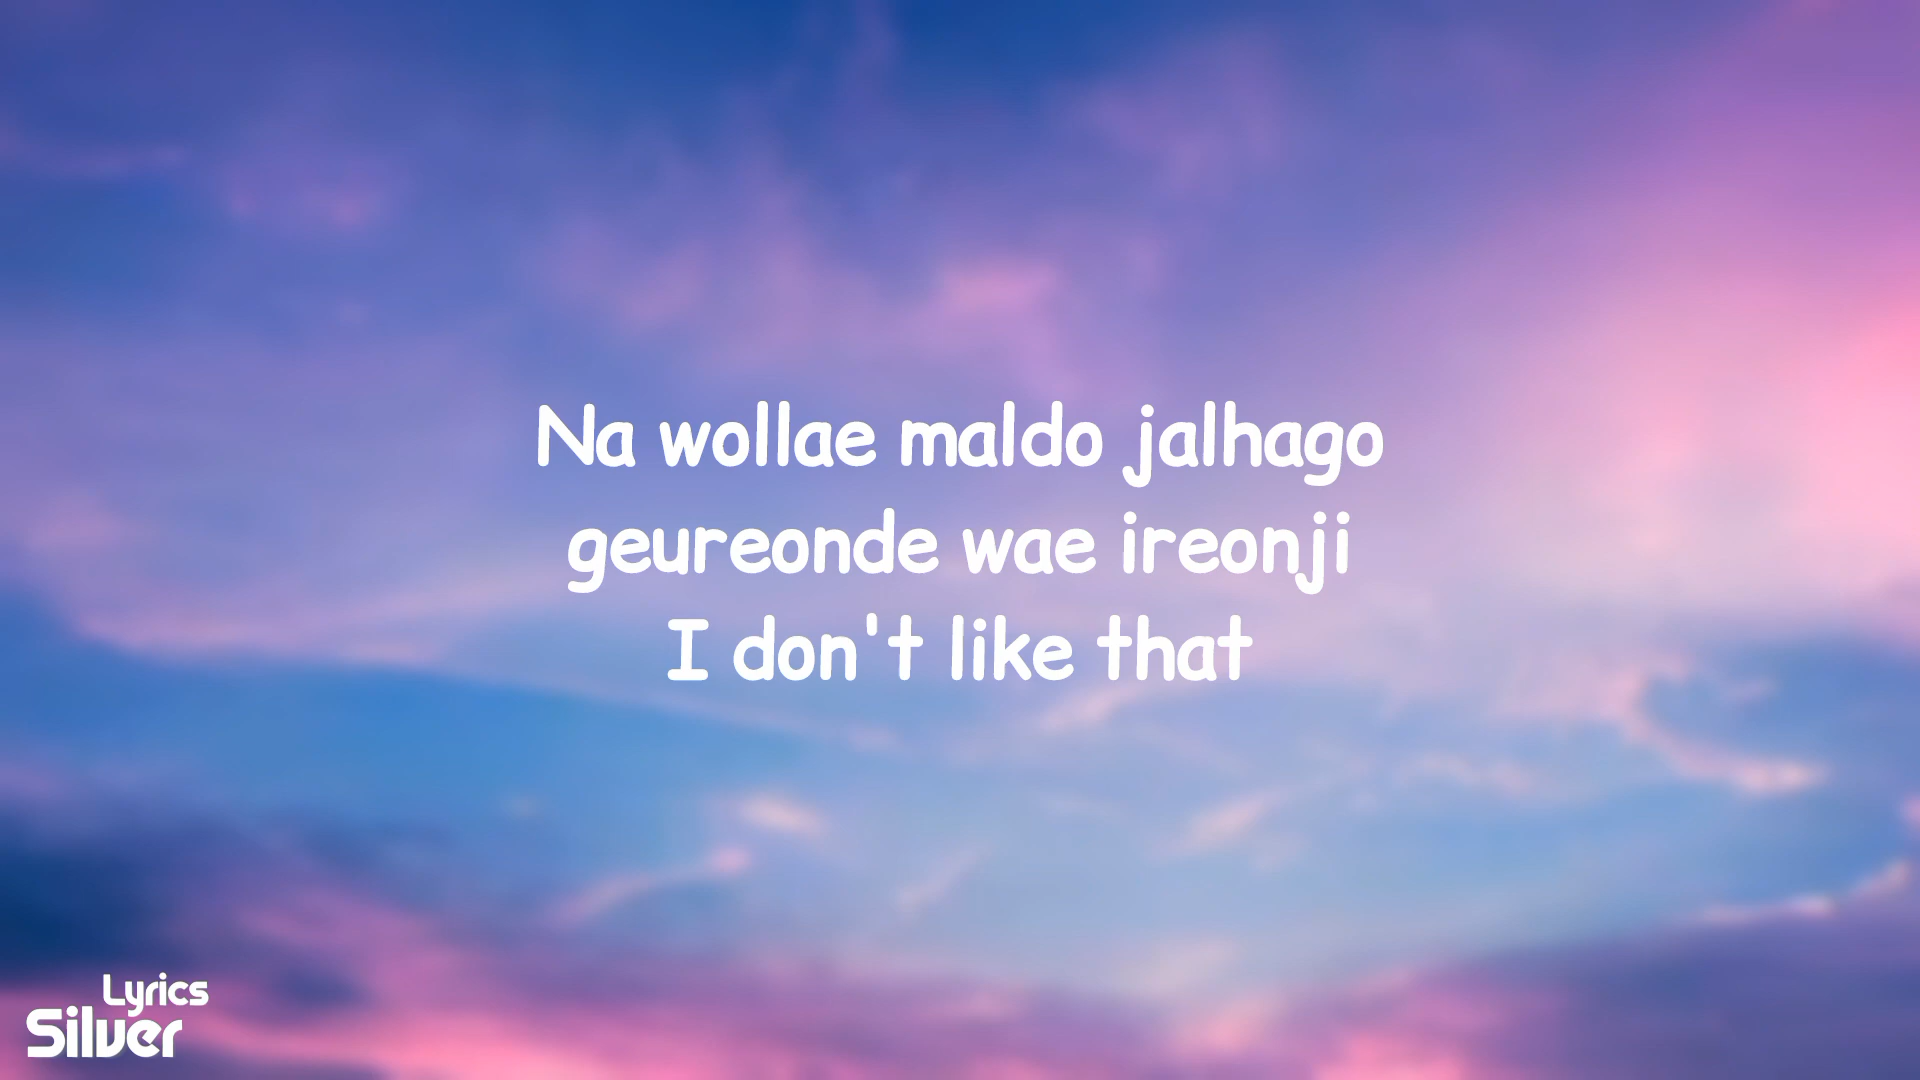 Na wollae maldo jalhago
geureonde wae ireonji
I don't like that
Lyrics
Silver